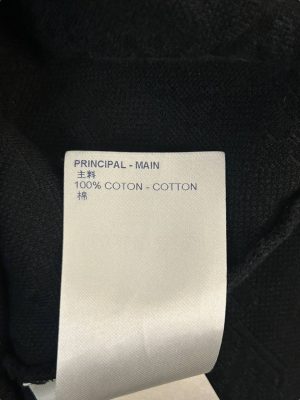 PRINCIPAL - MAIN
主料
100% COTON - COTTON
棉